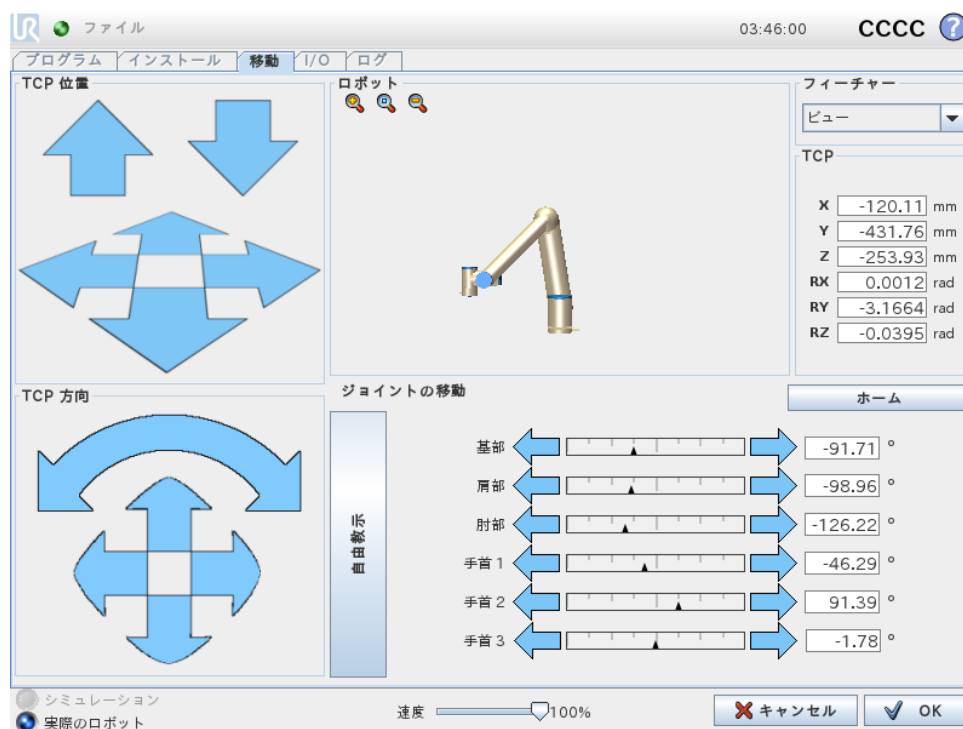 UR ファイル 03:46:00 CCCC ?
プログラム インストール 移動 I/O ログ
TCP 位置
ロボット
フィーチャー
ビュー
TCP
X -120.11 mm
Y -431.76 mm
Z -253.93 mm
RX 0.0012 rad
RY -3.1664 rad
RZ -0.0395 rad
TCP 方向
ジョイントの移動
ホーム
自由教示
基部 -91.71 °
肩部 -98.96 °
肘部 -126.22 °
手首 1 -46.29 °
手首 2 91.39 °
手首 3 -1.78 °
シミュレーション
実際のロボット
速度 100%
キャンセル
OK